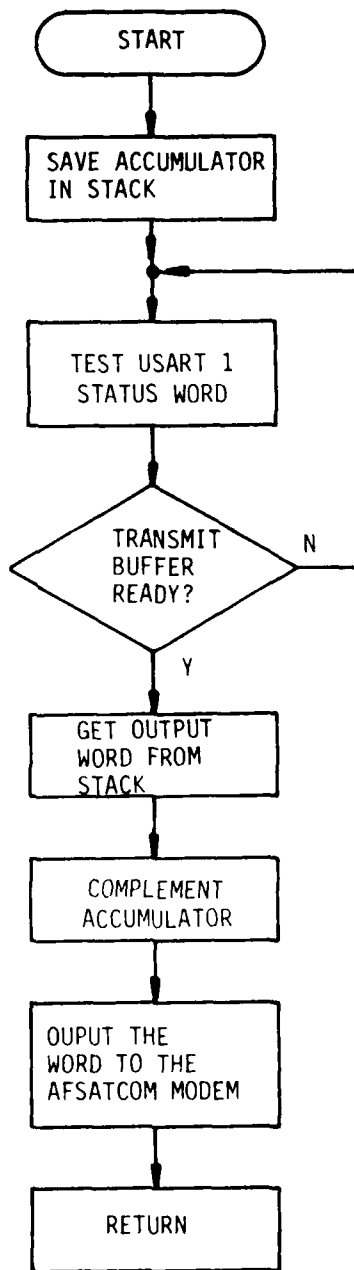 START
SAVE ACCUMULATOR
IN STACK
TEST USART 1
STATUS WORD
TRANSMIT
BUFFER
READY?
N
Y
GET OUTPUT
WORD FROM
STACK
COMPLEMENT
ACCUMULATOR
OUPUT THE
WORD TO THE
AFSATCOM MODEM
RETURN